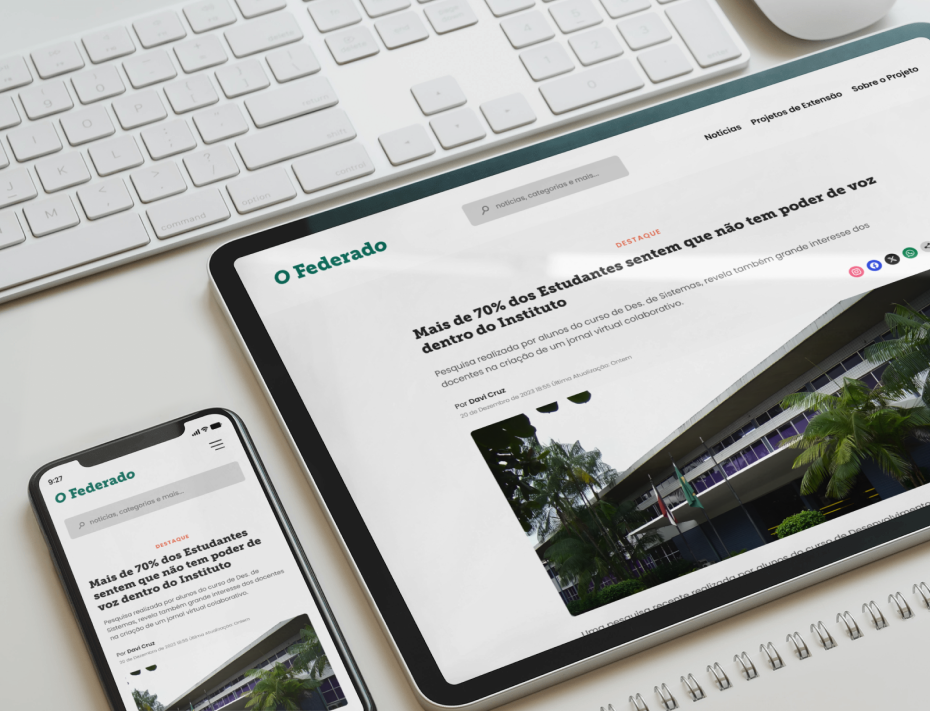 J
K
L
M
command
option
control
shift
Notícias Projetos de Extensão Sobre o Projeto
notícias, categorias e mais...
O Federado
DESTAQUE
Mais de 70% dos Estudantes sentem que não tem poder de voz
dentro do Instituto
Pesquisa realizada por alunos do curso de Des. de Sistemas, revela também grande interesse dos
docentes na criação de um jornal virtual colaborativo.
Por Davi Cruz
20 de Dezembro de 2023 18:55 Última Atualização: Ontem
Uma pesquisa recente realizada por alunos do curso de Desenvolvimento
9:27
O Federado
notícias, categorias e mais...
DESTAQUE
Mais de 70% dos Estudantes
sentem que não tem poder de
voz dentro do Instituto
Pesquisa realizada por alunos do curso de Des. de
Sistemas, revela também grande interesse dos docentes
na criação de um jornal virtual colaborativo.
Por Davi Cruz
20 de Dezembro de 2023 18:55 Última Atualização: Ontem